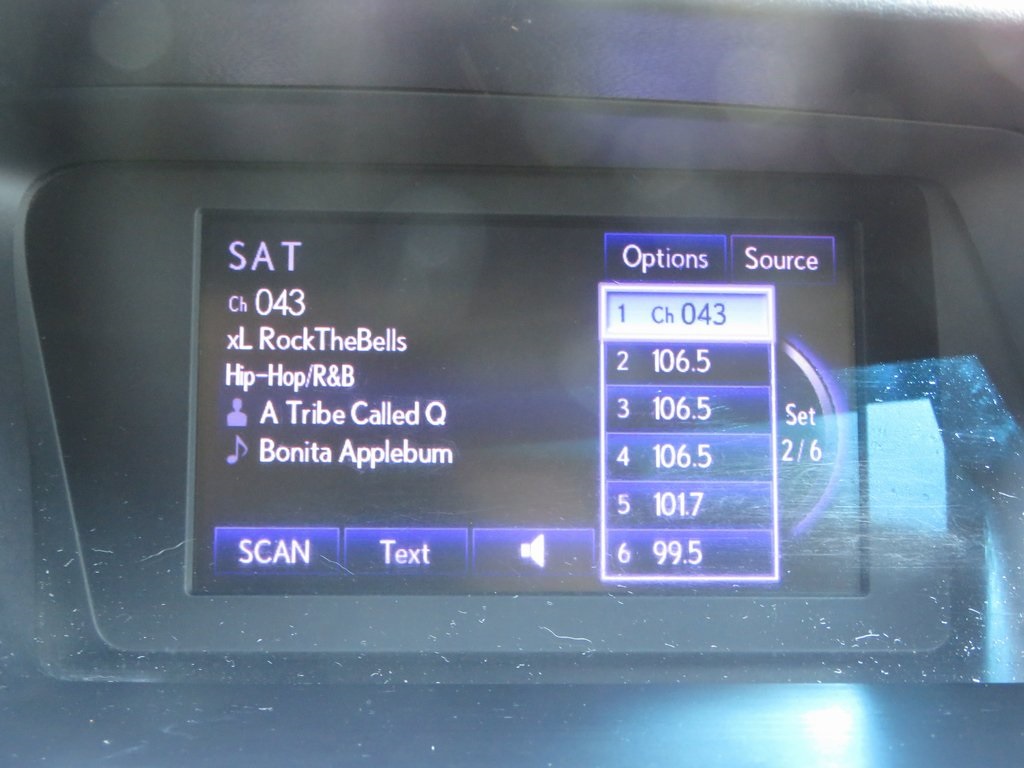 SAT
Ch 043
xL RockTheBells
Hip-Hop/R&B
A Tribe Called Q
Bonita Applebum
SCAN
Text
Options
Source
1 Ch 043
2 106.5
3 106.5
4 106.5
5 101.7
6 99.5
Set
2/6